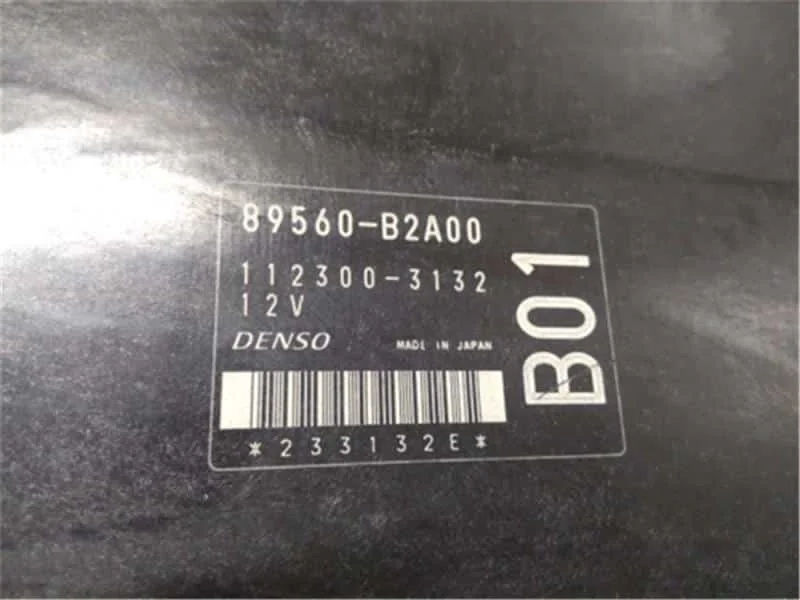 89560-B2A00
112300-3132
12V
DENSO MADE IN JAPAN
*233132E*
B01